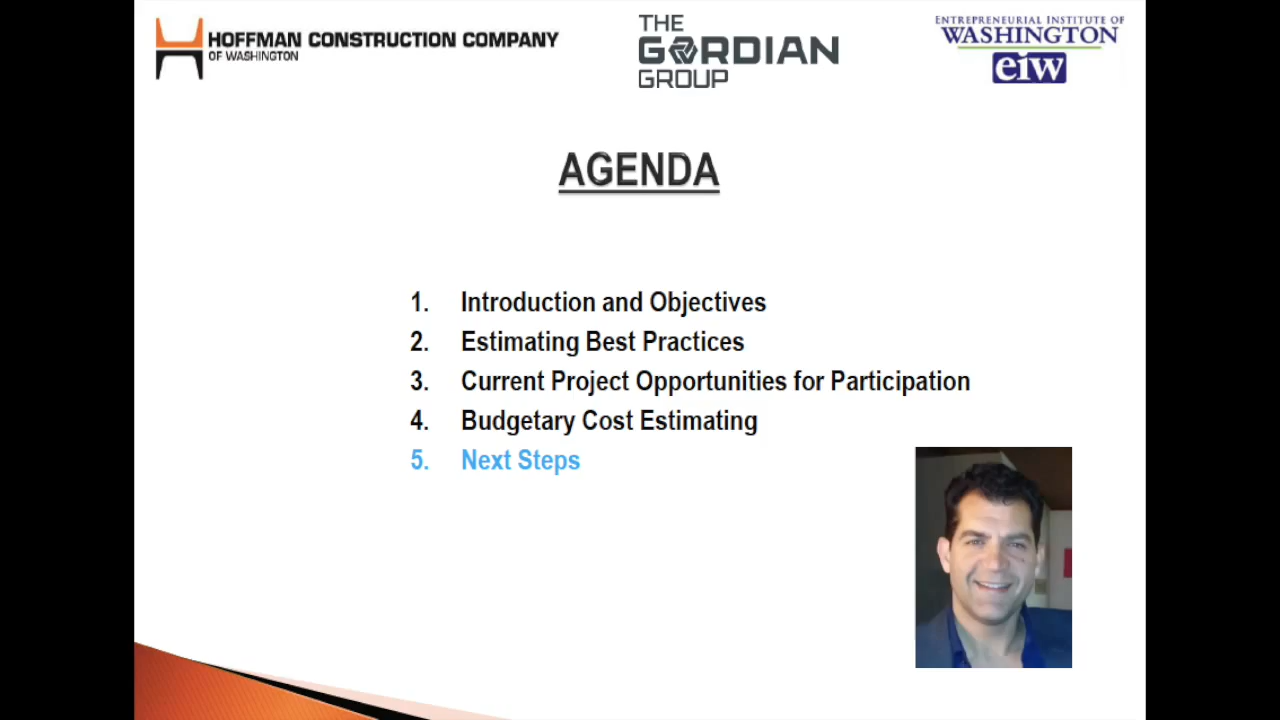 HOFFMAN CONSTRUCTION COMPANY
OF WASHINGTON
THE
GORDIAN
GROUP
ENTREPRENEURIAL INSTITUTE OF
WASHINGTON
eiw
AGENDA
1. Introduction and Objectives
2. Estimating Best Practices
3. Current Project Opportunities for Participation
4. Budgetary Cost Estimating
5. Next Steps